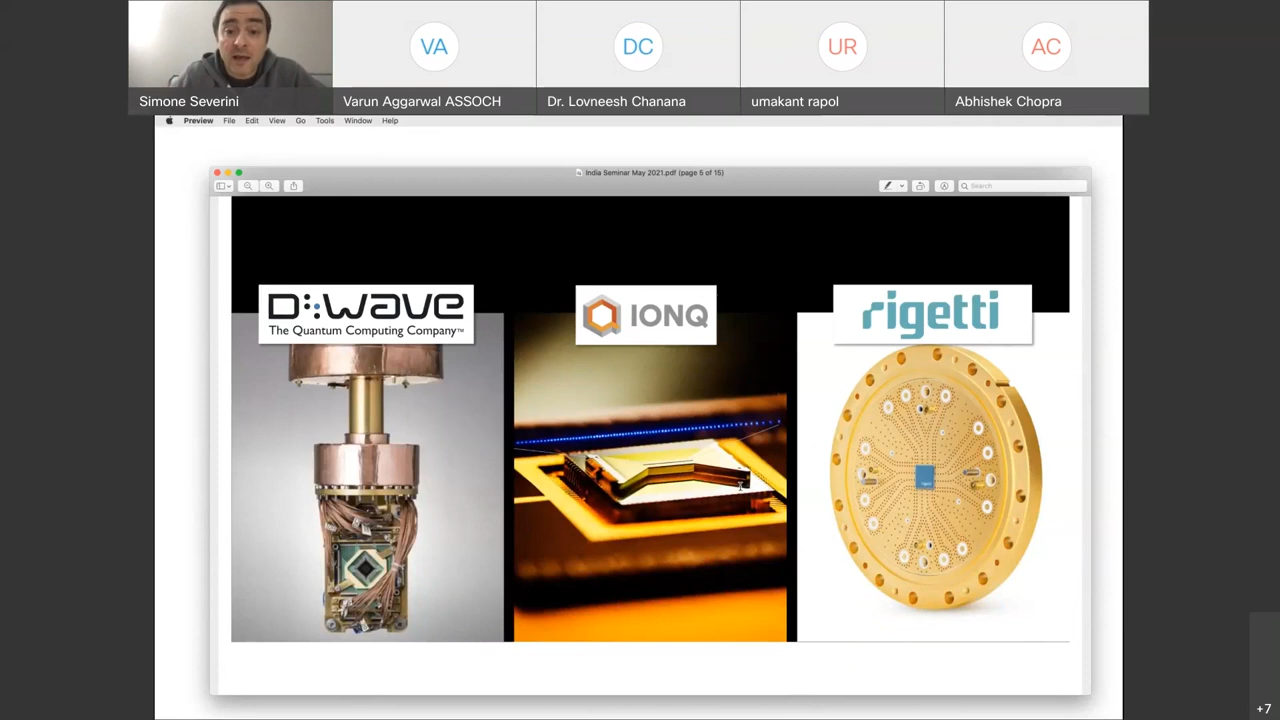 VA
DC
UR
AC
Simone Severini
Varun Aggarwal ASSOCH
Dr. Lovneesh Chanana
umakant rapol
Abhishek Chopra
Preview File Edit View Go Tools Window Help
India Seminar May 2021.pdf (page 5 of 15)
Search
D:wave
The Quantum Computing Company™
IONQ
rigetti
rigetti
+7